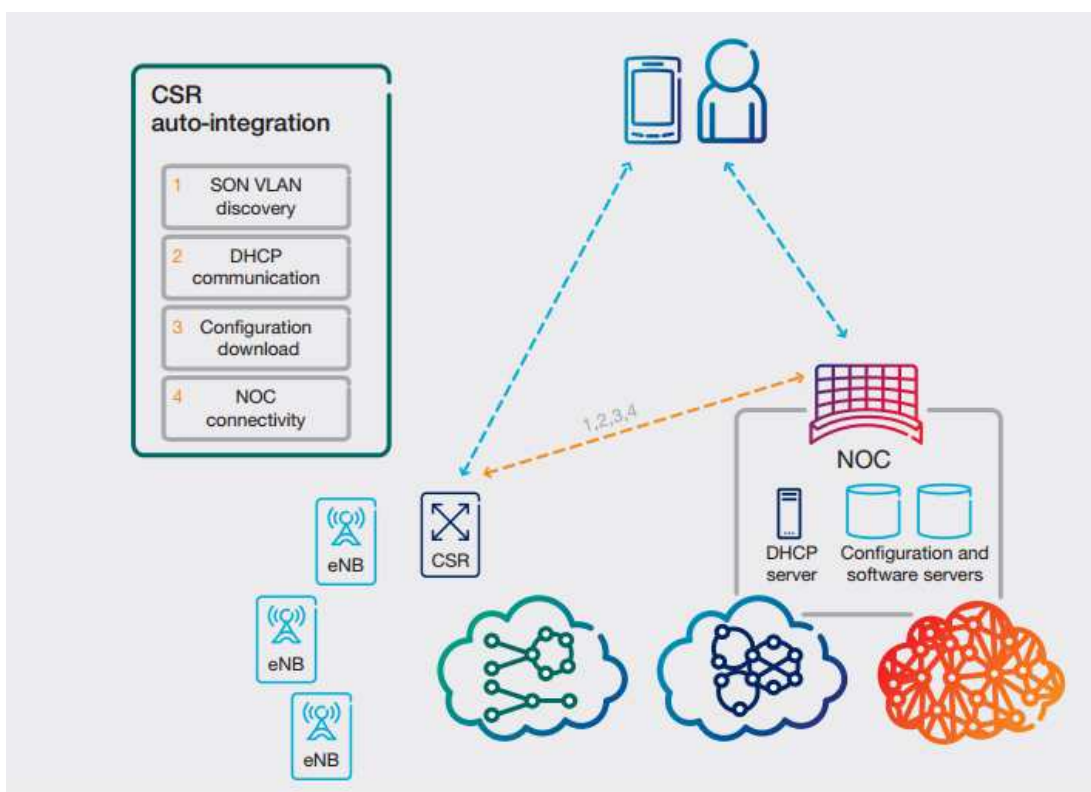 CSR
auto-integration
1 SON VLAN
discovery
2 DHCP
communication
3 Configuration
download
4 NOC
connectivity
1,2,3,4
NOC
DHCP
server
Configuration and
software servers
eNB
CSR
eNB
eNB